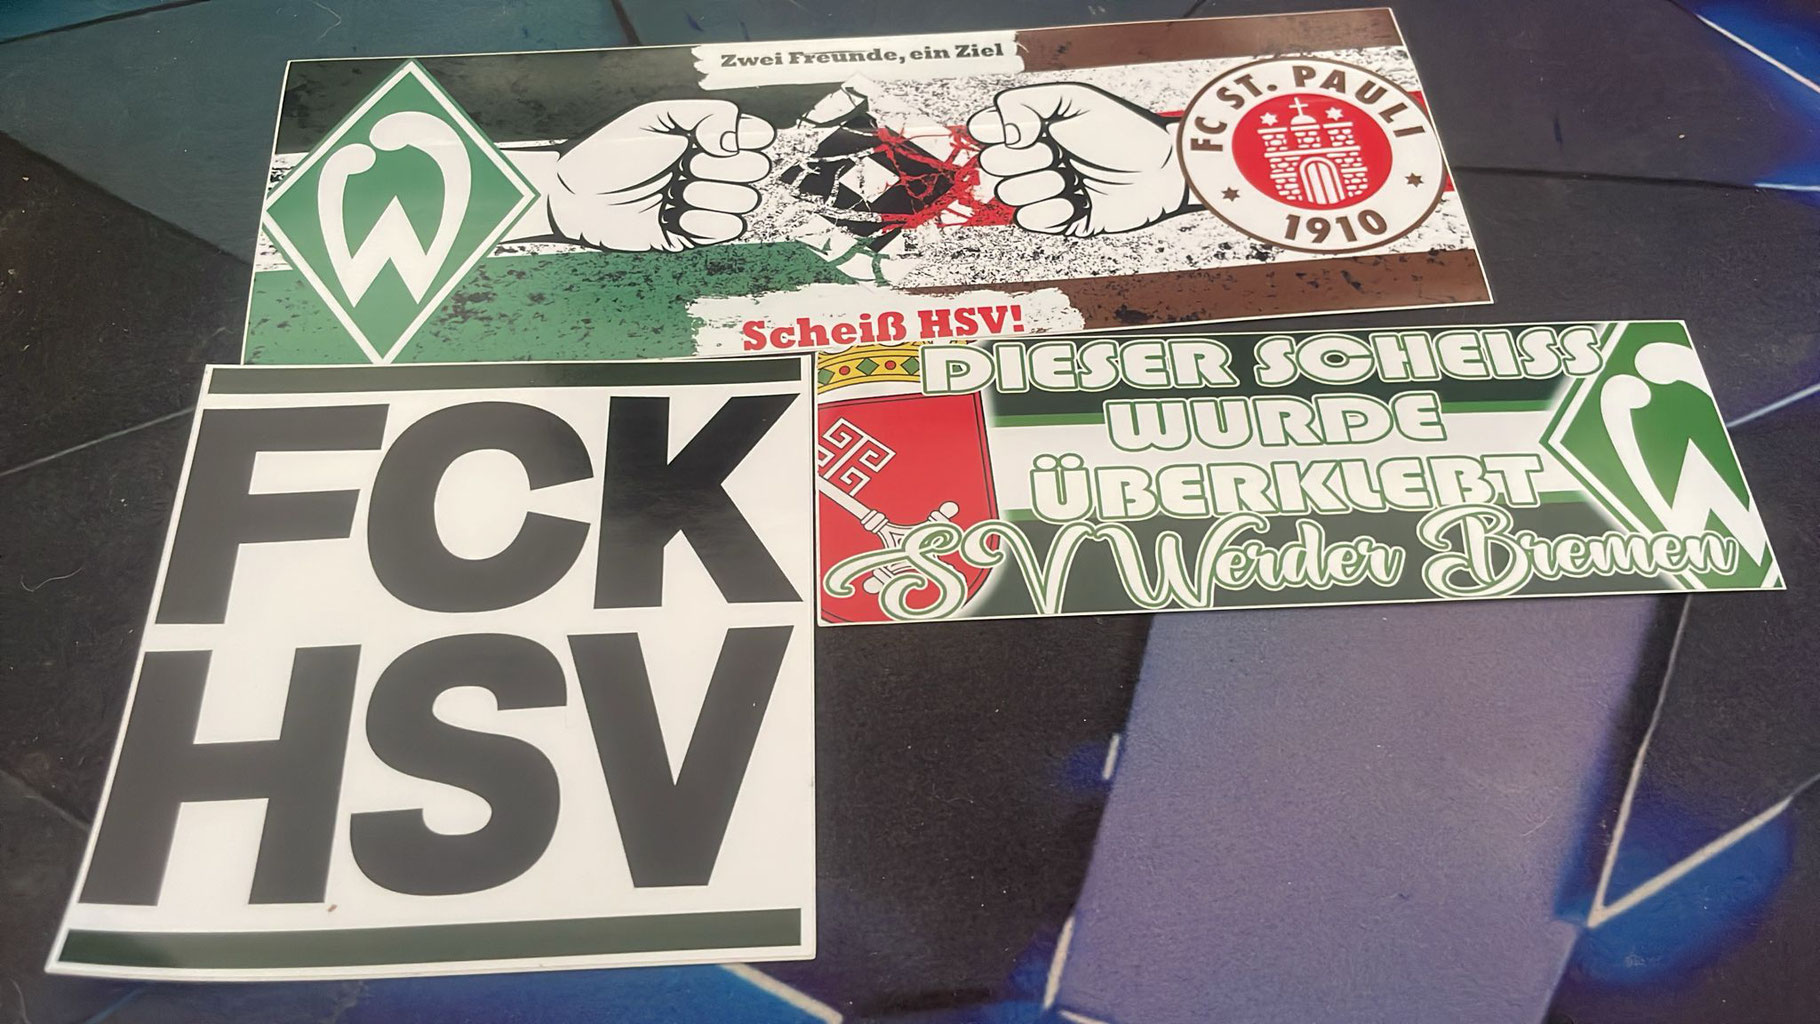 Zwei Freunde, ein Ziel
W
FC ST. PAULI
1910
Scheiß HSV!
FCK
HSV
DIESER SCHEISS
WURDE
ÜBERKLEBT
SV Werder Bremen
W